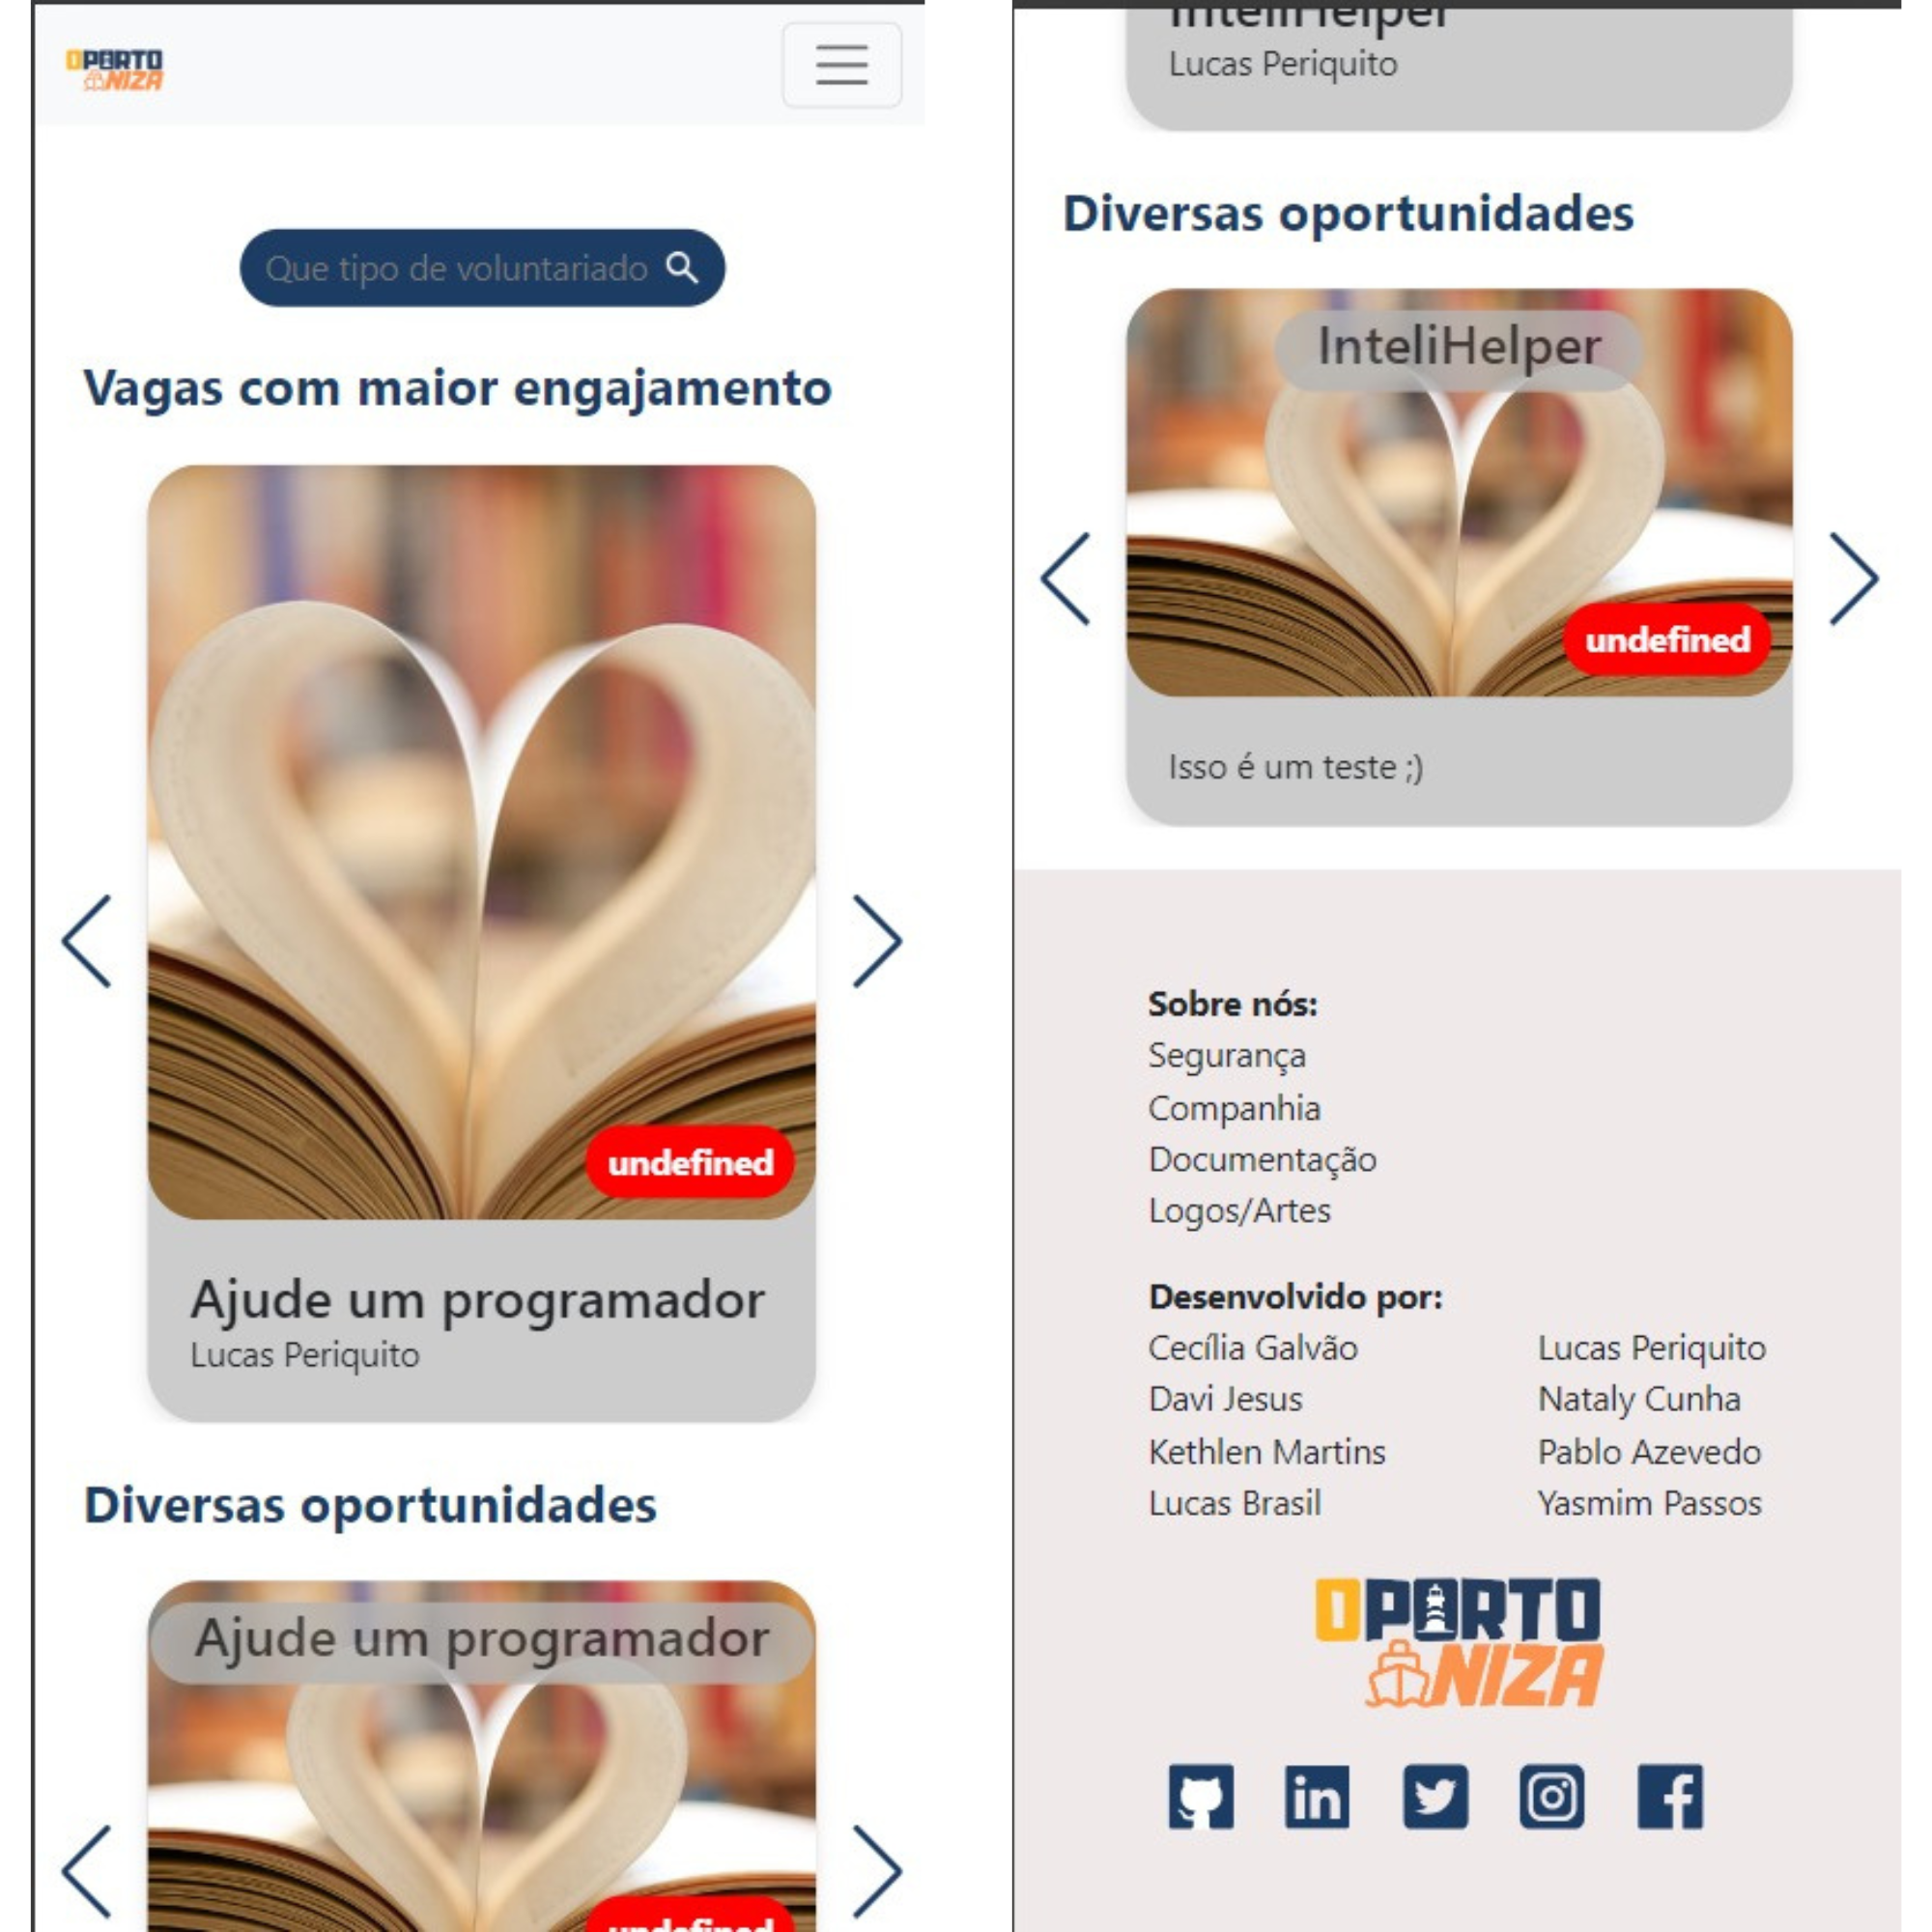 OPORTO
NIZA
Que tipo de voluntariado
Vagas com maior engajamento
undefined
Ajude um programador
Lucas Periquito
Diversas oportunidades
Ajude um programador
undefined
InteliHelper
Lucas Periquito
Diversas oportunidades
InteliHelper
undefined
Isso é um teste ;)
Sobre nós:
Segurança
Companhia
Documentação
Logos/Artes
Desenvolvido por:
Cecília Galvão Lucas Periquito
Davi Jesus Nataly Cunha
Kethlen Martins Pablo Azevedo
Lucas Brasil Yasmim Passos
OPORTO
NIZA
in